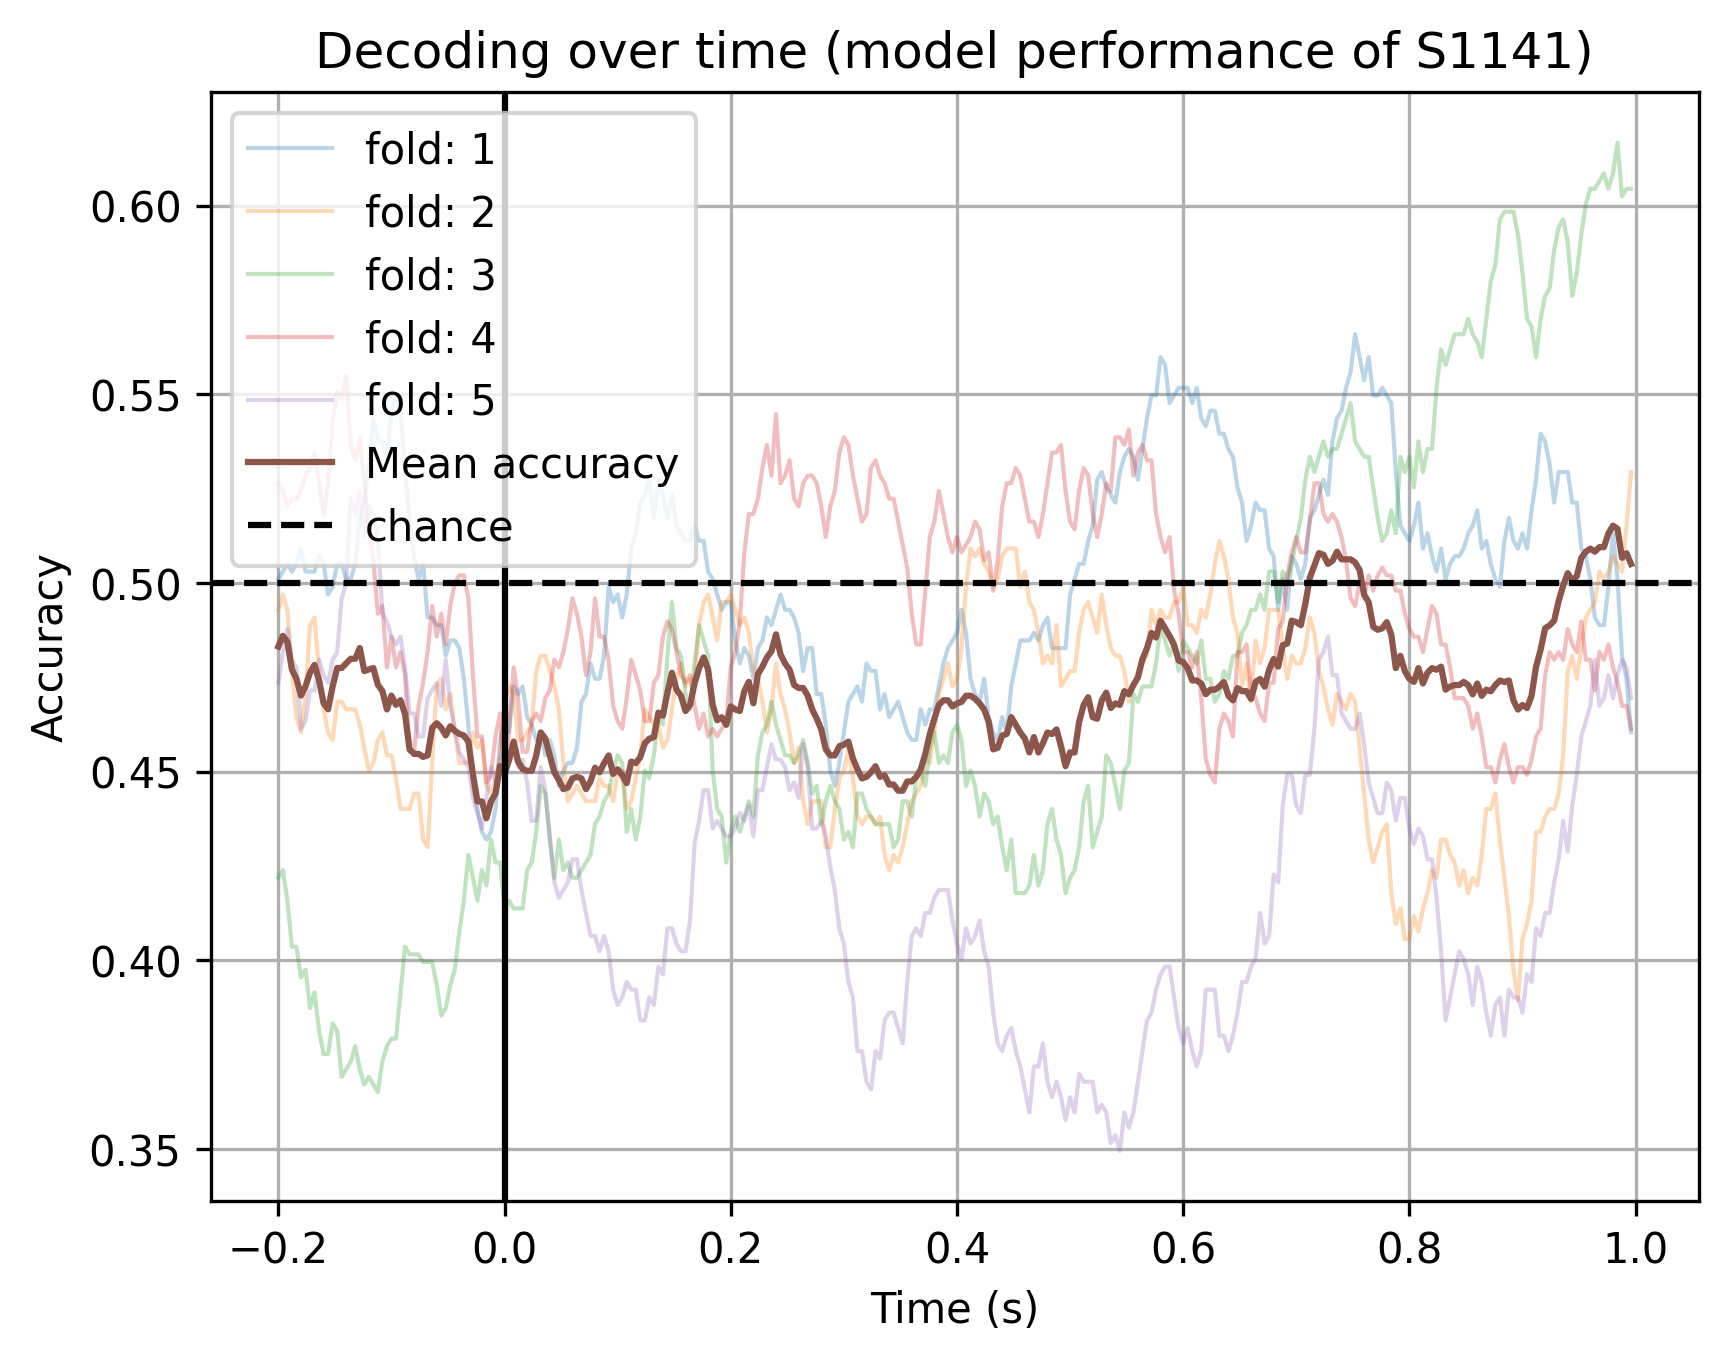 Decoding over time (model performance of S1141)
fold: 1
fold: 2
fold: 3
fold: 4
fold: 5
Mean accuracy
chance
Accuracy
0.60
0.55
0.50
0.45
0.40
0.35
−0.2 0.0 0.2 0.4 0.6 0.8 1.0
Time (s)